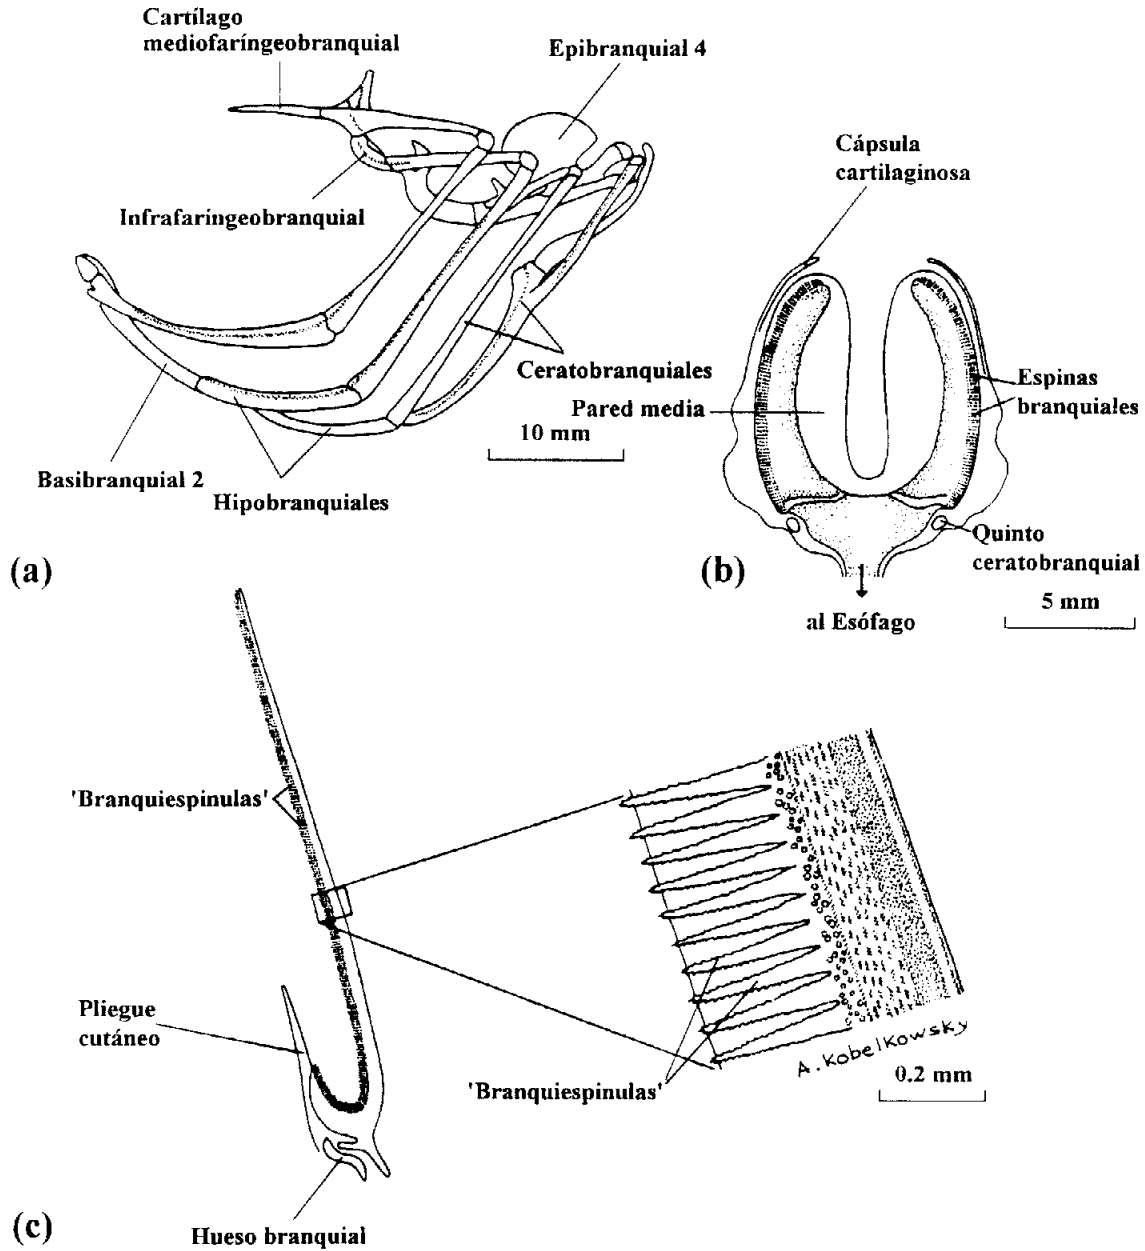 Cartílago
mediofaríngeobranquial
Epibranquial 4
Infrafaríngeobranquial
Ceratobranquiales
10 mm
Basibranquial 2
Hipobranquiales
(a)
Cápsula
cartilaginosa
Espinas
branquiales
Pared media
Quinto
ceratobranquial
(b)
al Esófago
5 mm
'Branquiespinulas'
Pliegue
cutáneo
Hueso branquial
(c)
'Branquiespinulas'
A. Kobelkowsky
0.2 mm